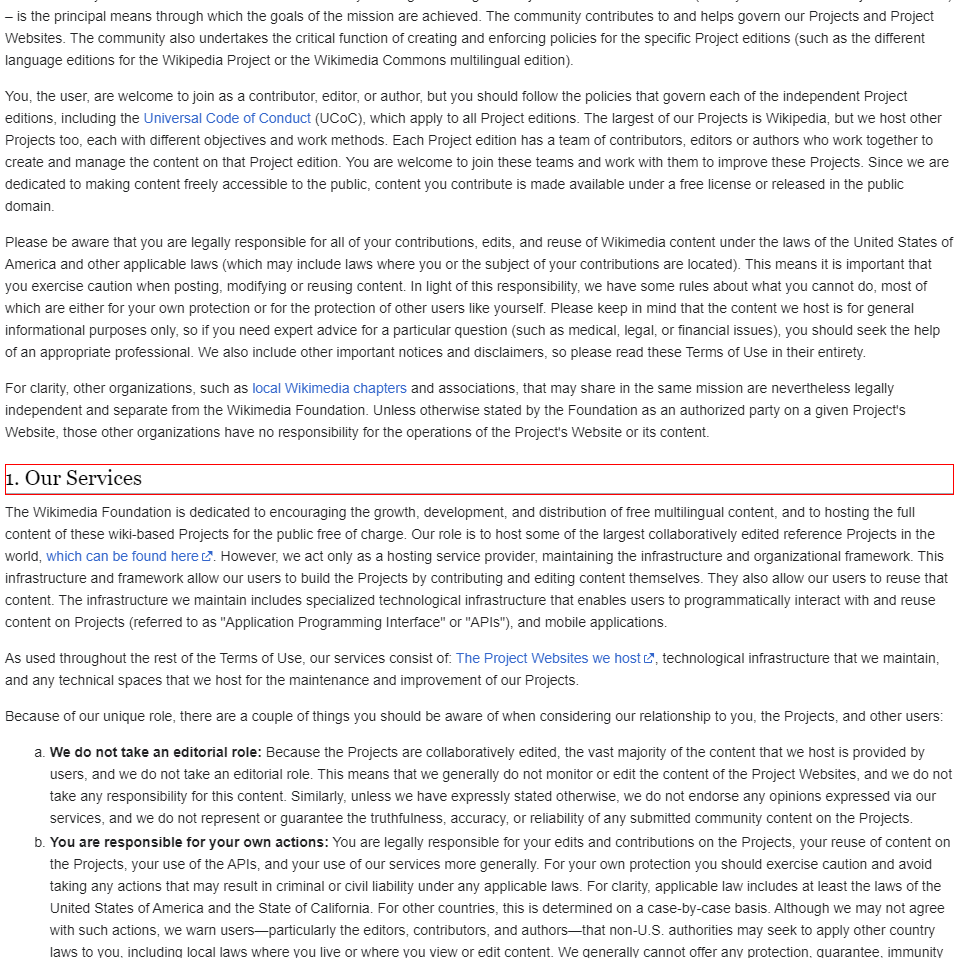 – is the principal means through which the goals of the mission are achieved. The community contributes to and helps govern our Projects and Project
Websites. The community also undertakes the critical function of creating and enforcing policies for the specific Project editions (such as the different
language editions for the Wikipedia Project or the Wikimedia Commons multilingual edition).
You, the user, are welcome to join as a contributor, editor, or author, but you should follow the policies that govern each of the independent Project
editions, including the Universal Code of Conduct (UCoC), which apply to all Project editions. The largest of our Projects is Wikipedia, but we host other
Projects too, each with different objectives and work methods. Each Project edition has a team of contributors, editors or authors who work together to
create and manage the content on that Project edition. You are welcome to join these teams and work with them to improve these Projects. Since we are
dedicated to making content freely accessible to the public, content you contribute is made available under a free license or released in the public
domain.
Please be aware that you are legally responsible for all of your contributions, edits, and reuse of Wikimedia content under the laws of the United States of
America and other applicable laws (which may include laws where you or the subject of your contributions are located). This means it is important that
you exercise caution when posting, modifying or reusing content. In light of this responsibility, we have some rules about what you cannot do, most of
which are either for your own protection or for the protection of other users like yourself. Please keep in mind that the content we host is for general
informational purposes only, so if you need expert advice for a particular question (such as medical, legal, or financial issues), you should seek the help
of an appropriate professional. We also include other important notices and disclaimers, so please read these Terms of Use in their entirety.
For clarity, other organizations, such as local Wikimedia chapters and associations, that may share in the same mission are nevertheless legally
independent and separate from the Wikimedia Foundation. Unless otherwise stated by the Foundation as an authorized party on a given Project's
Website, those other organizations have no responsibility for the operations of the Project's Website or its content.
1. Our Services
The Wikimedia Foundation is dedicated to encouraging the growth, development, and distribution of free multilingual content, and to hosting the full
content of these wiki-based Projects for the public free of charge. Our role is to host some of the largest collaboratively edited reference Projects in the
world, which can be found here. However, we act only as a hosting service provider, maintaining the infrastructure and organizational framework. This
infrastructure and framework allow our users to build the Projects by contributing and editing content themselves. They also allow our users to reuse that
content. The infrastructure we maintain includes specialized technological infrastructure that enables users to programmatically interact with and reuse
content on Projects (referred to as "Application Programming Interface" or "APIs"), and mobile applications.
As used throughout the rest of the Terms of Use, our services consist of: The Project Websites we host, technological infrastructure that we maintain,
and any technical spaces that we host for the maintenance and improvement of our Projects.
Because of our unique role, there are a couple of things you should be aware of when considering our relationship to you, the Projects, and other users:
a. We do not take an editorial role: Because the Projects are collaboratively edited, the vast majority of the content that we host is provided by
users, and we do not take an editorial role. This means that we generally do not monitor or edit the content of the Project Websites, and we do not
take any responsibility for this content. Similarly, unless we have expressly stated otherwise, we do not endorse any opinions expressed via our
services, and we do not represent or guarantee the truthfulness, accuracy, or reliability of any submitted community content on the Projects.
b. You are responsible for your own actions: You are legally responsible for your edits and contributions on the Projects, your reuse of content on
the Projects, your use of the APIs, and your use of our services more generally. For your own protection you should exercise caution and avoid
taking any actions that may result in criminal or civil liability under any applicable laws. For clarity, applicable law includes at least the laws of the
United States of America and the State of California. For other countries, this is determined on a case-by-case basis. Although we may not agree
with such actions, we warn users—particularly the editors, contributors, and authors—that non-U.S. authorities may seek to apply other country
laws to you, including local laws where you live or where you view or edit content. We generally cannot offer any protection, guarantee, immunity